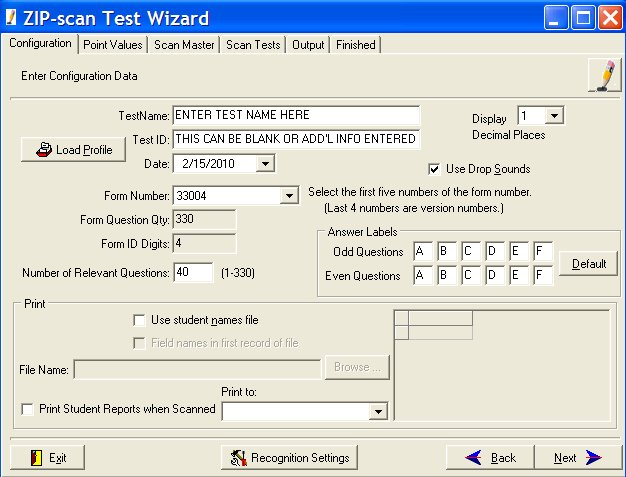 ZIP-scan Test Wizard
Configuration Point Values Scan Master Scan Tests Output Finished
Enter Configuration Data
TestName: ENTER TEST NAME HERE
Display 1
Decimal Places
Test ID: THIS CAN BE BLANK OR ADD'L INFO ENTERED
Load Profile
Date: 2/15/2010
Use Drop Sounds
Form Number: 33004
Select the first five numbers of the form number.
(Last 4 numbers are version numbers.)
Form Question Qty: 330
Form ID Digits: 4
Answer Labels
Odd Questions A B C D E F
Default
Number of Relevant Questions: 40 (1-330)
Even Questions A B C D E F
Print
Use student names file
Field names in first record of file
File Name: Browse ...
Print to:
Print Student Reports when Scanned
Exit Recognition Settings Back Next